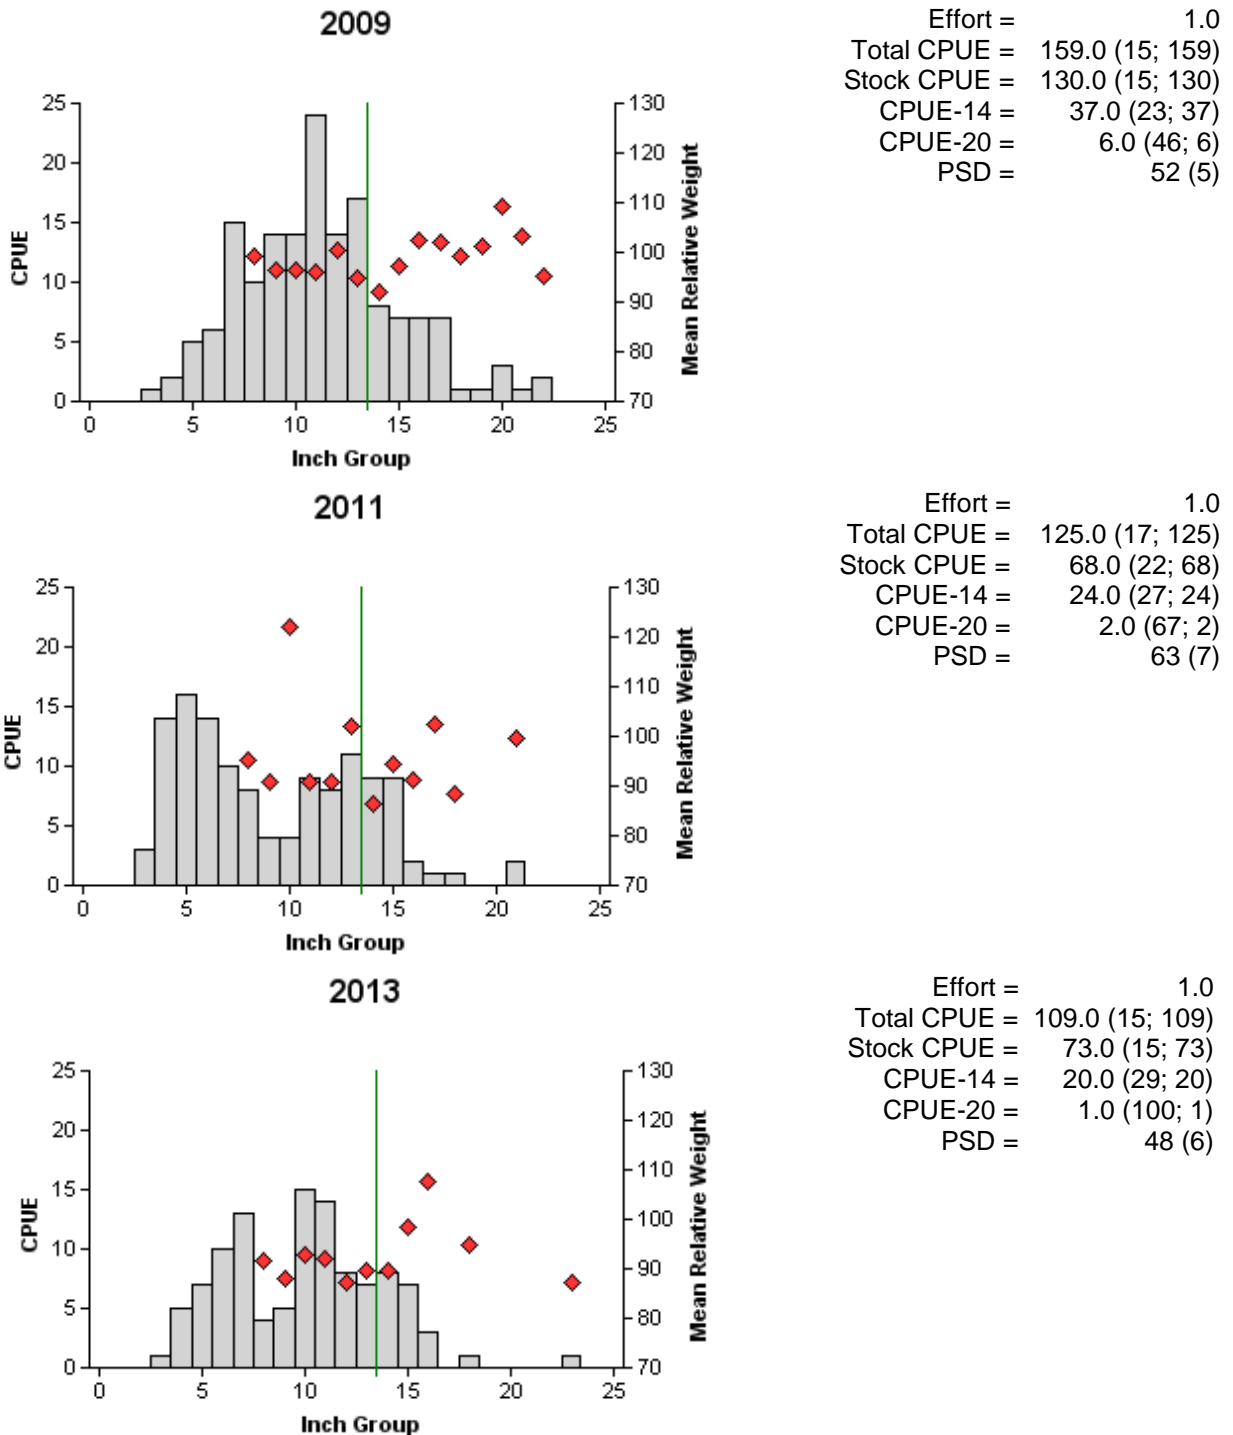 2009
Effort = 1.0
Total CPUE = 159.0 (15; 159)
Stock CPUE = 130.0 (15; 130)
CPUE-14 = 37.0 (23; 37)
CPUE-20 = 6.0 (46; 6)
PSD = 52 (5)
25
20
15
10
5
0
CPUE
130
120
110
100
90
80
70
Mean Relative Weight
0 5 10 15 20 25
Inch Group
2011
Effort = 1.0
Total CPUE = 125.0 (17; 125)
Stock CPUE = 68.0 (22; 68)
CPUE-14 = 24.0 (27; 24)
CPUE-20 = 2.0 (67; 2)
PSD = 63 (7)
25
20
15
10
5
0
CPUE
130
120
110
100
90
80
70
Mean Relative Weight
0 5 10 15 20 25
Inch Group
2013
Effort = 1.0
Total CPUE = 109.0 (15; 109)
Stock CPUE = 73.0 (15; 73)
CPUE-14 = 20.0 (29; 20)
CPUE-20 = 1.0 (100; 1)
PSD = 48 (6)
25
20
15
10
5
0
CPUE
130
120
110
100
90
80
70
Mean Relative Weight
0 5 10 15 20 25
Inch Group